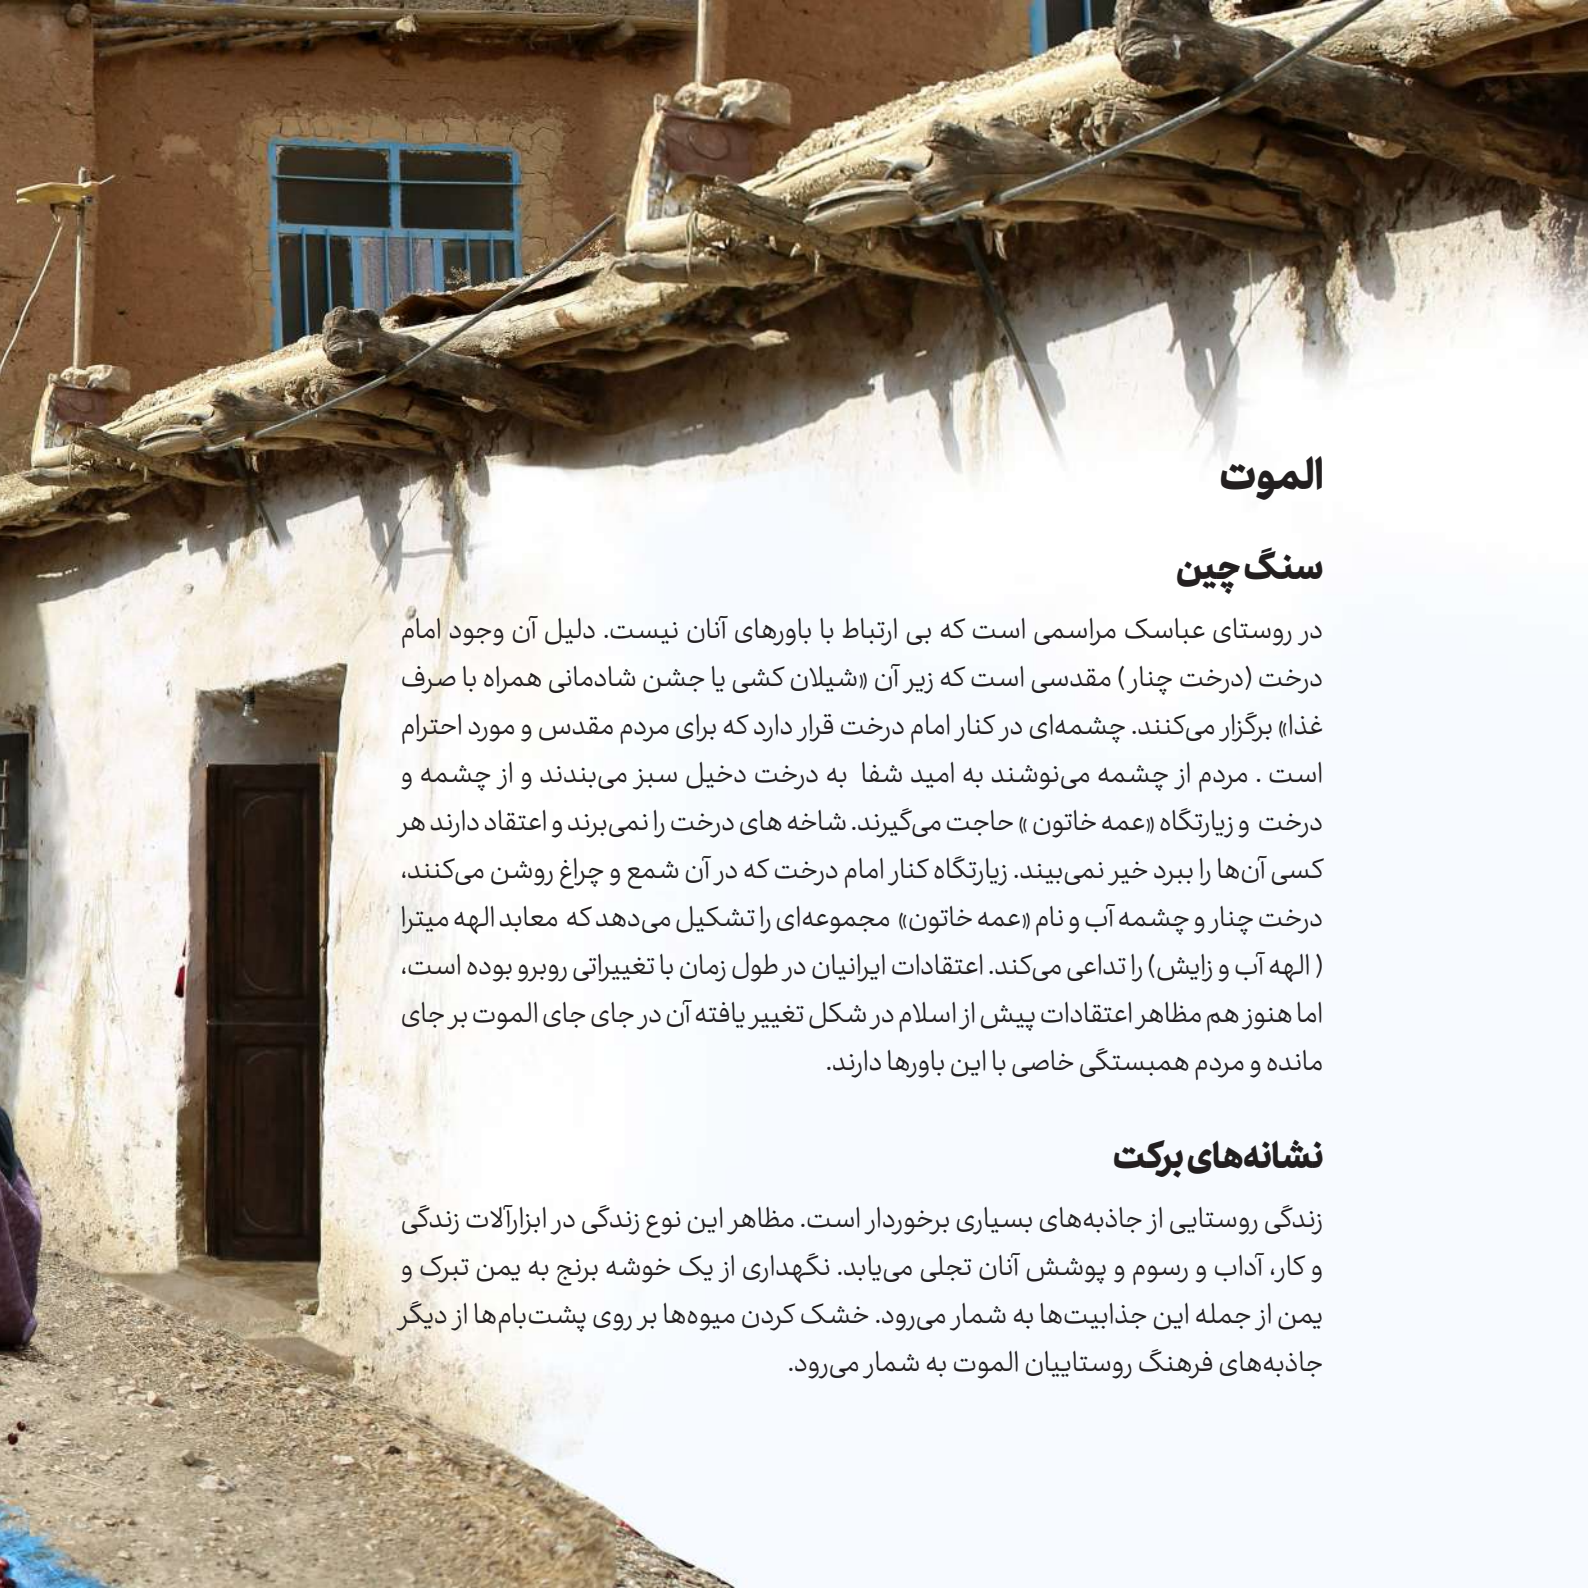 الموت
سنگ‌چین
در روستای عباسک مراسمی است که بی ارتباط با باورهای آنان نیست. دلیل آن وجود امام
درخت (درخت چنار) مقدسی است که زیر آن «شیلان کشی یا جشن شادمانی همراه با صرف
غذا» برگزار می‌کنند. چشمه‌ای در کنار امام درخت قرار دارد که برای مردم مقدس و مورد احترام
است . مردم از چشمه می‌نوشند به امید شفا به درخت دخیل سبز می‌بندند و از چشمه و
درخت و زیارتگاه «عمه خاتون » حاجت می‌گیرند. شاخه های درخت را نمی‌برند و اعتقاد دارند هر
کسی آن‌ها را ببرد خیر نمی‌بیند. زیارتگاه کنار امام درخت که در آن شمع و چراغ روشن می‌کنند،
درخت چنار و چشمه آب و نام «عمه خاتون» مجموعه‌ای را تشکیل می‌دهد که معابد الهه میترا
( الهه آب و زایش) را تداعی می‌کند. اعتقادات ایرانیان در طول زمان با تغییراتی روبرو بوده است،
اما هنوز هم مظاهر اعتقادات پیش از اسلام در شکل تغییر یافته آن در جای جای الموت بر جای
مانده و مردم همبستگی خاصی با این باورها دارند.
نشانه‌های برکت
زندگی روستایی از جاذبه‌های بسیاری برخوردار است. مظاهر این نوع زندگی در ابزارآلات زندگی
و کار، آداب و رسوم و پوشش آنان تجلی می‌یابد. نگهداری از یک خوشه برنج به یمن تبرک و
یمن از جمله این جذابیت‌ها به شمار می‌رود. خشک کردن میوه‌ها بر روی پشت‌بام‌ها از دیگر
جاذبه‌های فرهنگ روستاییان الموت به شمار می‌رود.